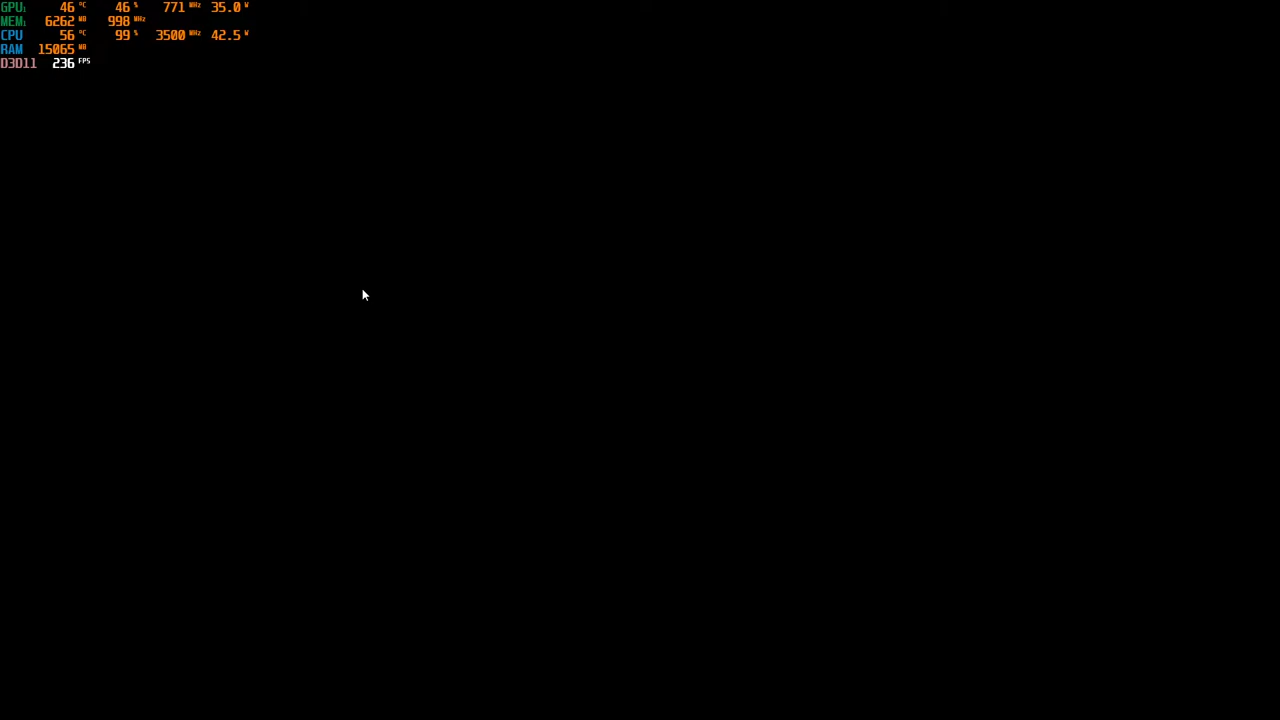 GPU1 46 °C 46 % 771 MHz 35.0 W
MEM1 6262 MB 998 MHz
CPU 56 °C 99 % 3500 MHz 42.5 W
RAM 15065 MB
D3D11 236 FPS